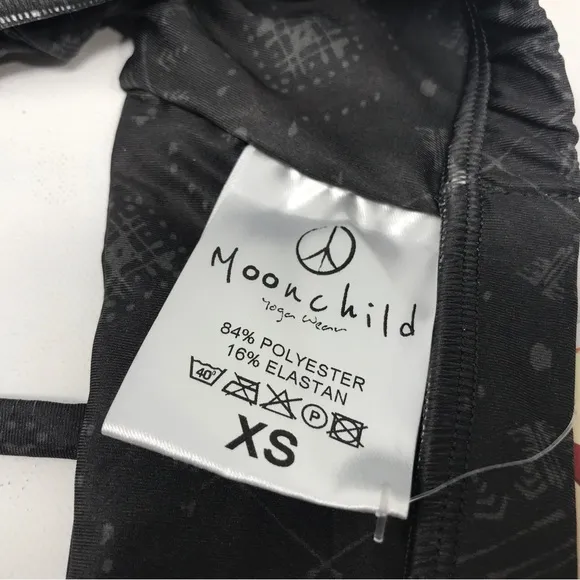 Moonchild
Yoga Wear
84% POLYESTER
16% ELASTAN
40° P
XS